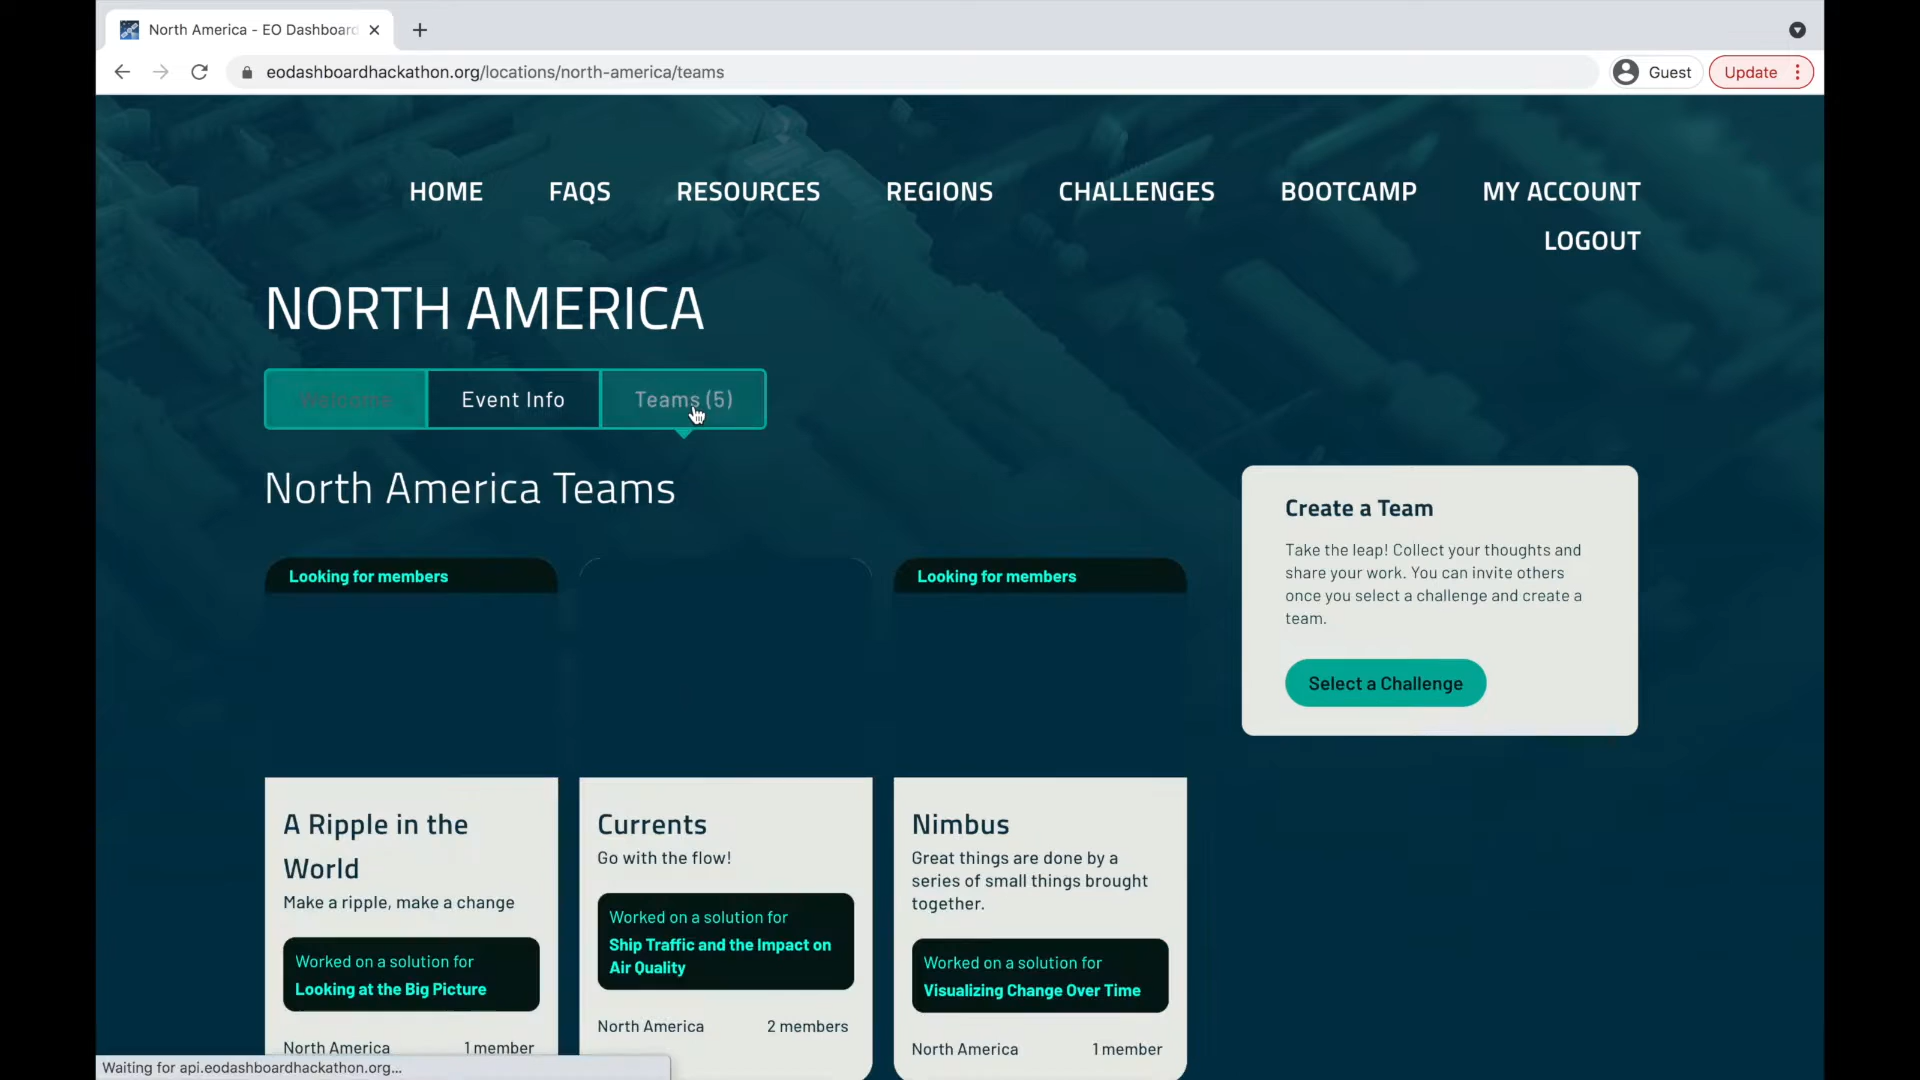 North America - EO Dashboard
eodashboardhackathon.org/locations/north-america/teams
Guest
Update
HOME
FAQS
RESOURCES
REGIONS
CHALLENGES
BOOTCAMP
MY ACCOUNT
LOGOUT
NORTH AMERICA
Welcome
Event Info
Teams (5)
North America Teams
Looking for members
Looking for members
Create a Team
Take the leap! Collect your thoughts and
share your work. You can invite others
once you select a challenge and create a
team.
Select a Challenge
A Ripple in the
World
Make a ripple, make a change
Worked on a solution for
Looking at the Big Picture
North America
1 member
Currents
Go with the flow!
Worked on a solution for
Ship Traffic and the Impact on
Air Quality
North America
2 members
Nimbus
Great things are done by a
series of small things brought
together.
Worked on a solution for
Visualizing Change Over Time
North America
1 member
Waiting for api.eodashboardhackathon.org...